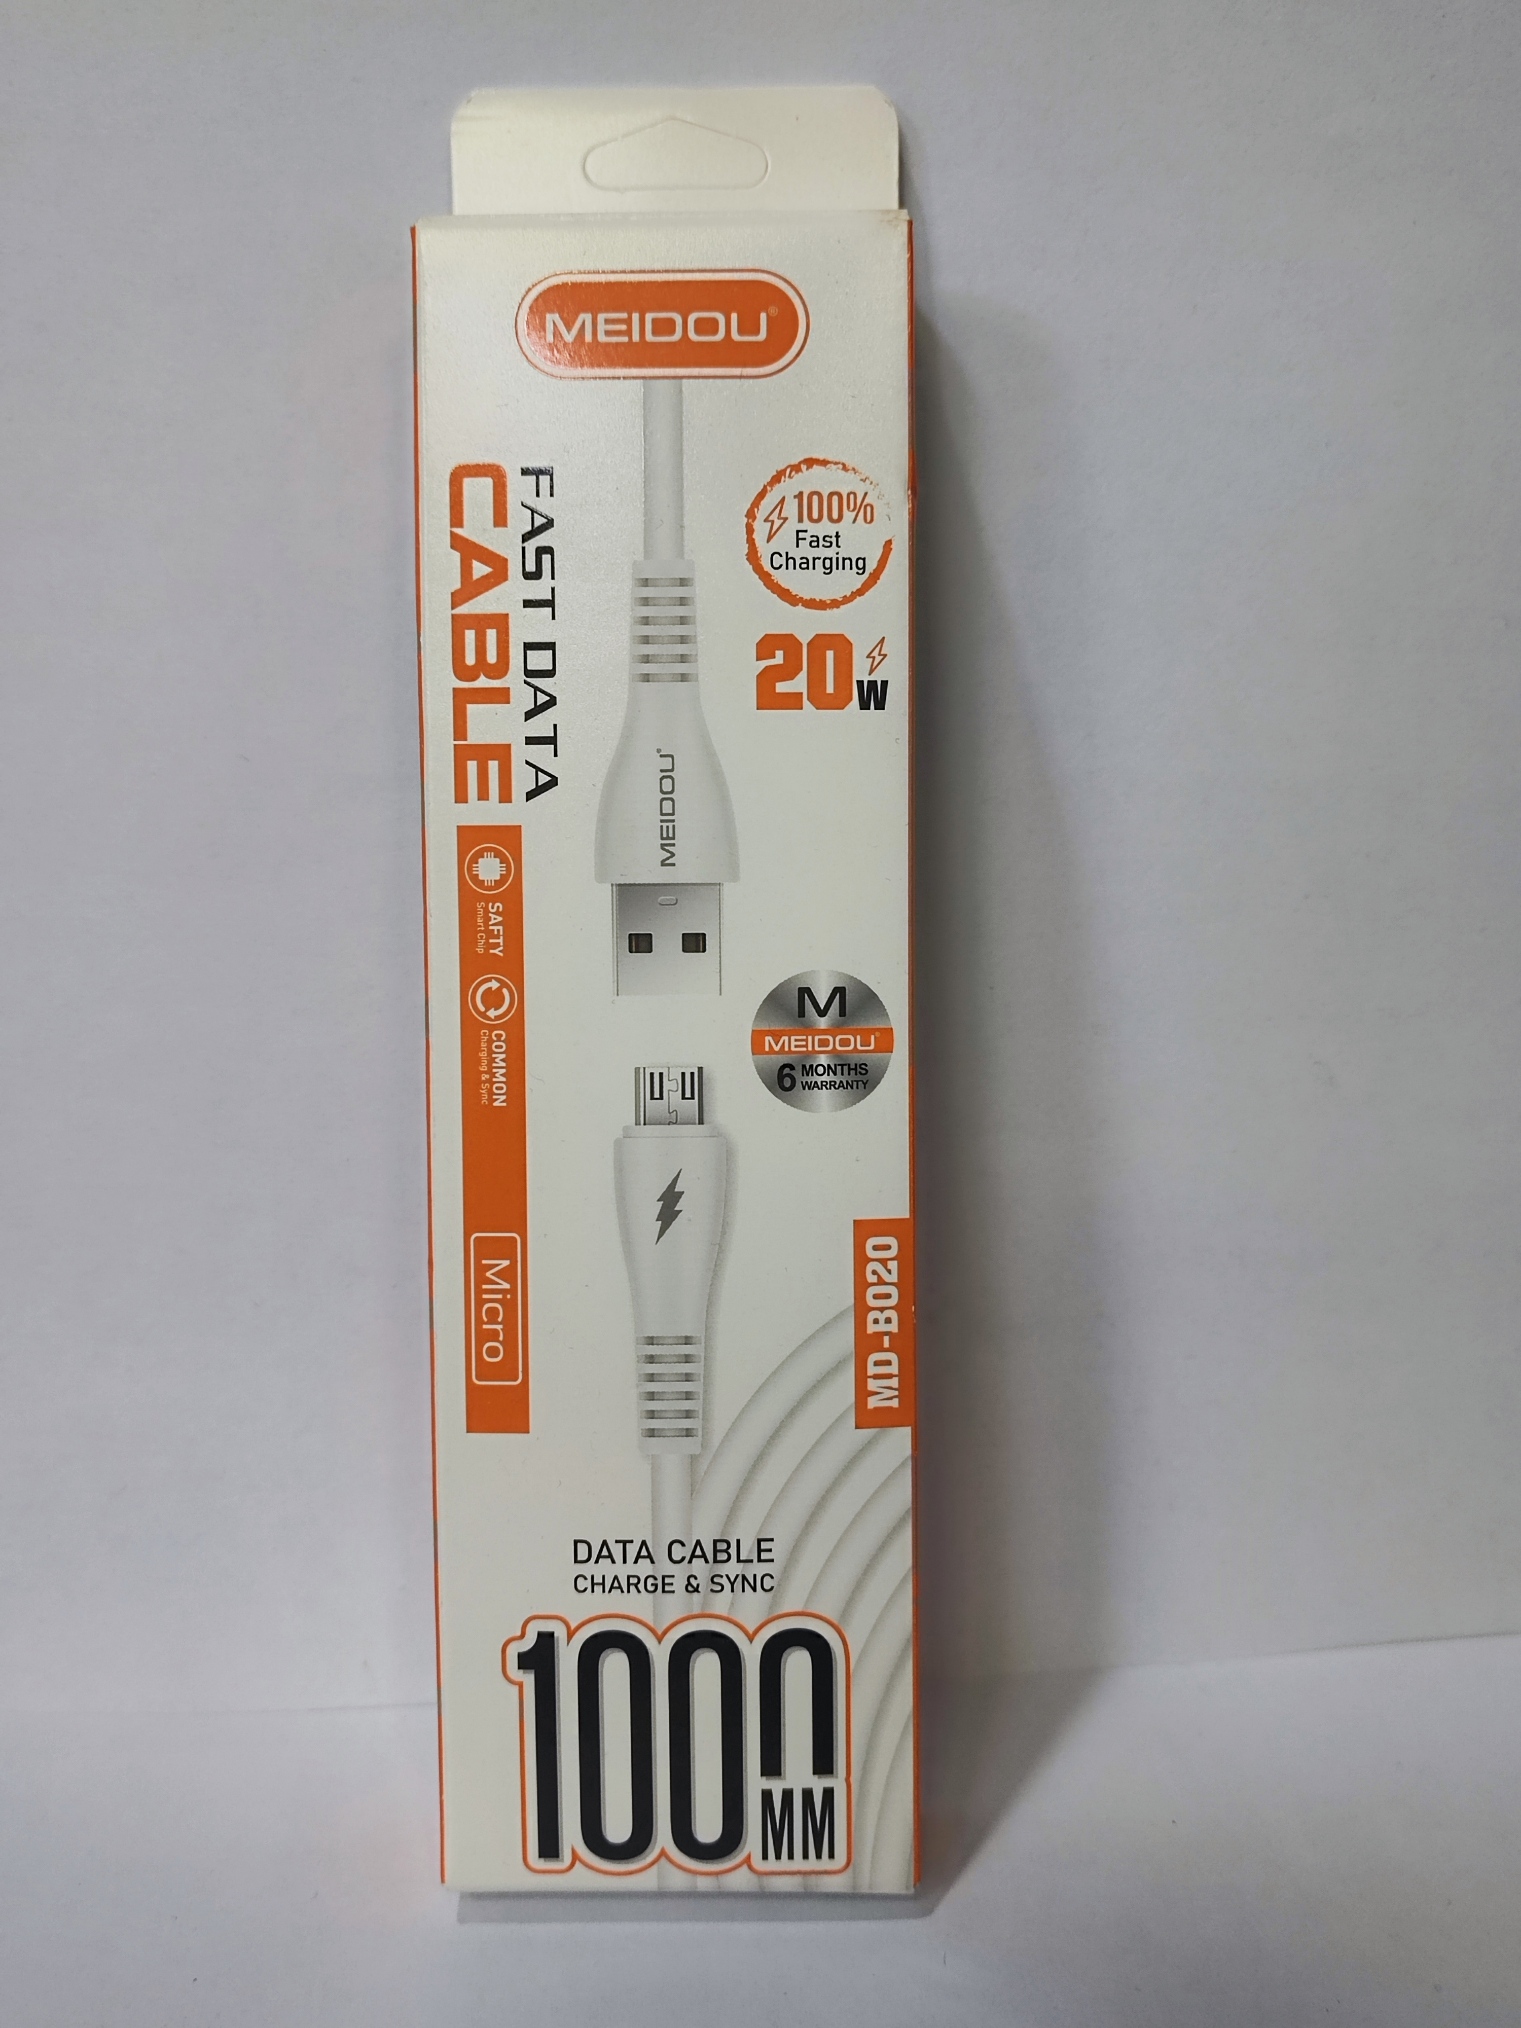 MEIDOU®
FAST DATA
CABLE
100%
Fast
Charging
20W
MEIDOU®
SAFTY
Smart Chip
COMMON
Charging & Sync
M
MEIDOU®
6 MONTHS
WARRANTY
Micro
MD-B020
DATA CABLE
CHARGE & SYNC
1000
MM